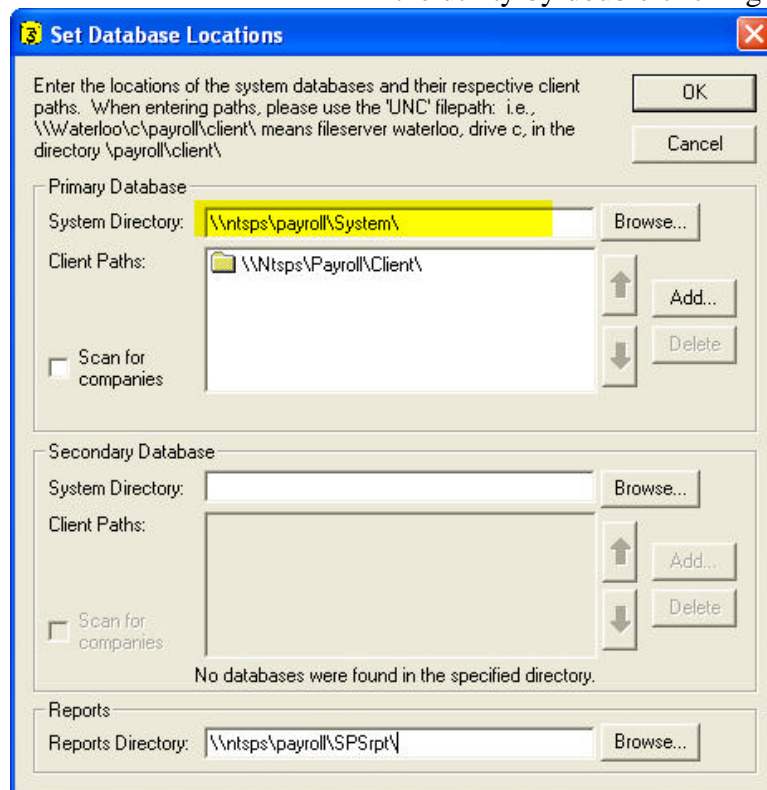 Set Database Locations
Enter the locations of the system databases and their respective client
paths. When entering paths, please use the 'UNC' filepath: i.e.,
\\Waterloo\c\payroll\client\ means fileserver waterloo, drive c, in the
directory \payroll\client\
OK
Cancel
Primary Database
System Directory: \\ntsps\payroll\System\ Browse...
Client Paths: \\Ntsps\Payroll\Client\
Add...
Delete
Scan for
companies
Secondary Database
System Directory: Browse...
Client Paths:
Add...
Delete
Scan for
companies
No databases were found in the specified directory.
Reports
Reports Directory: \\ntsps\payroll\SPSrpt\ Browse...